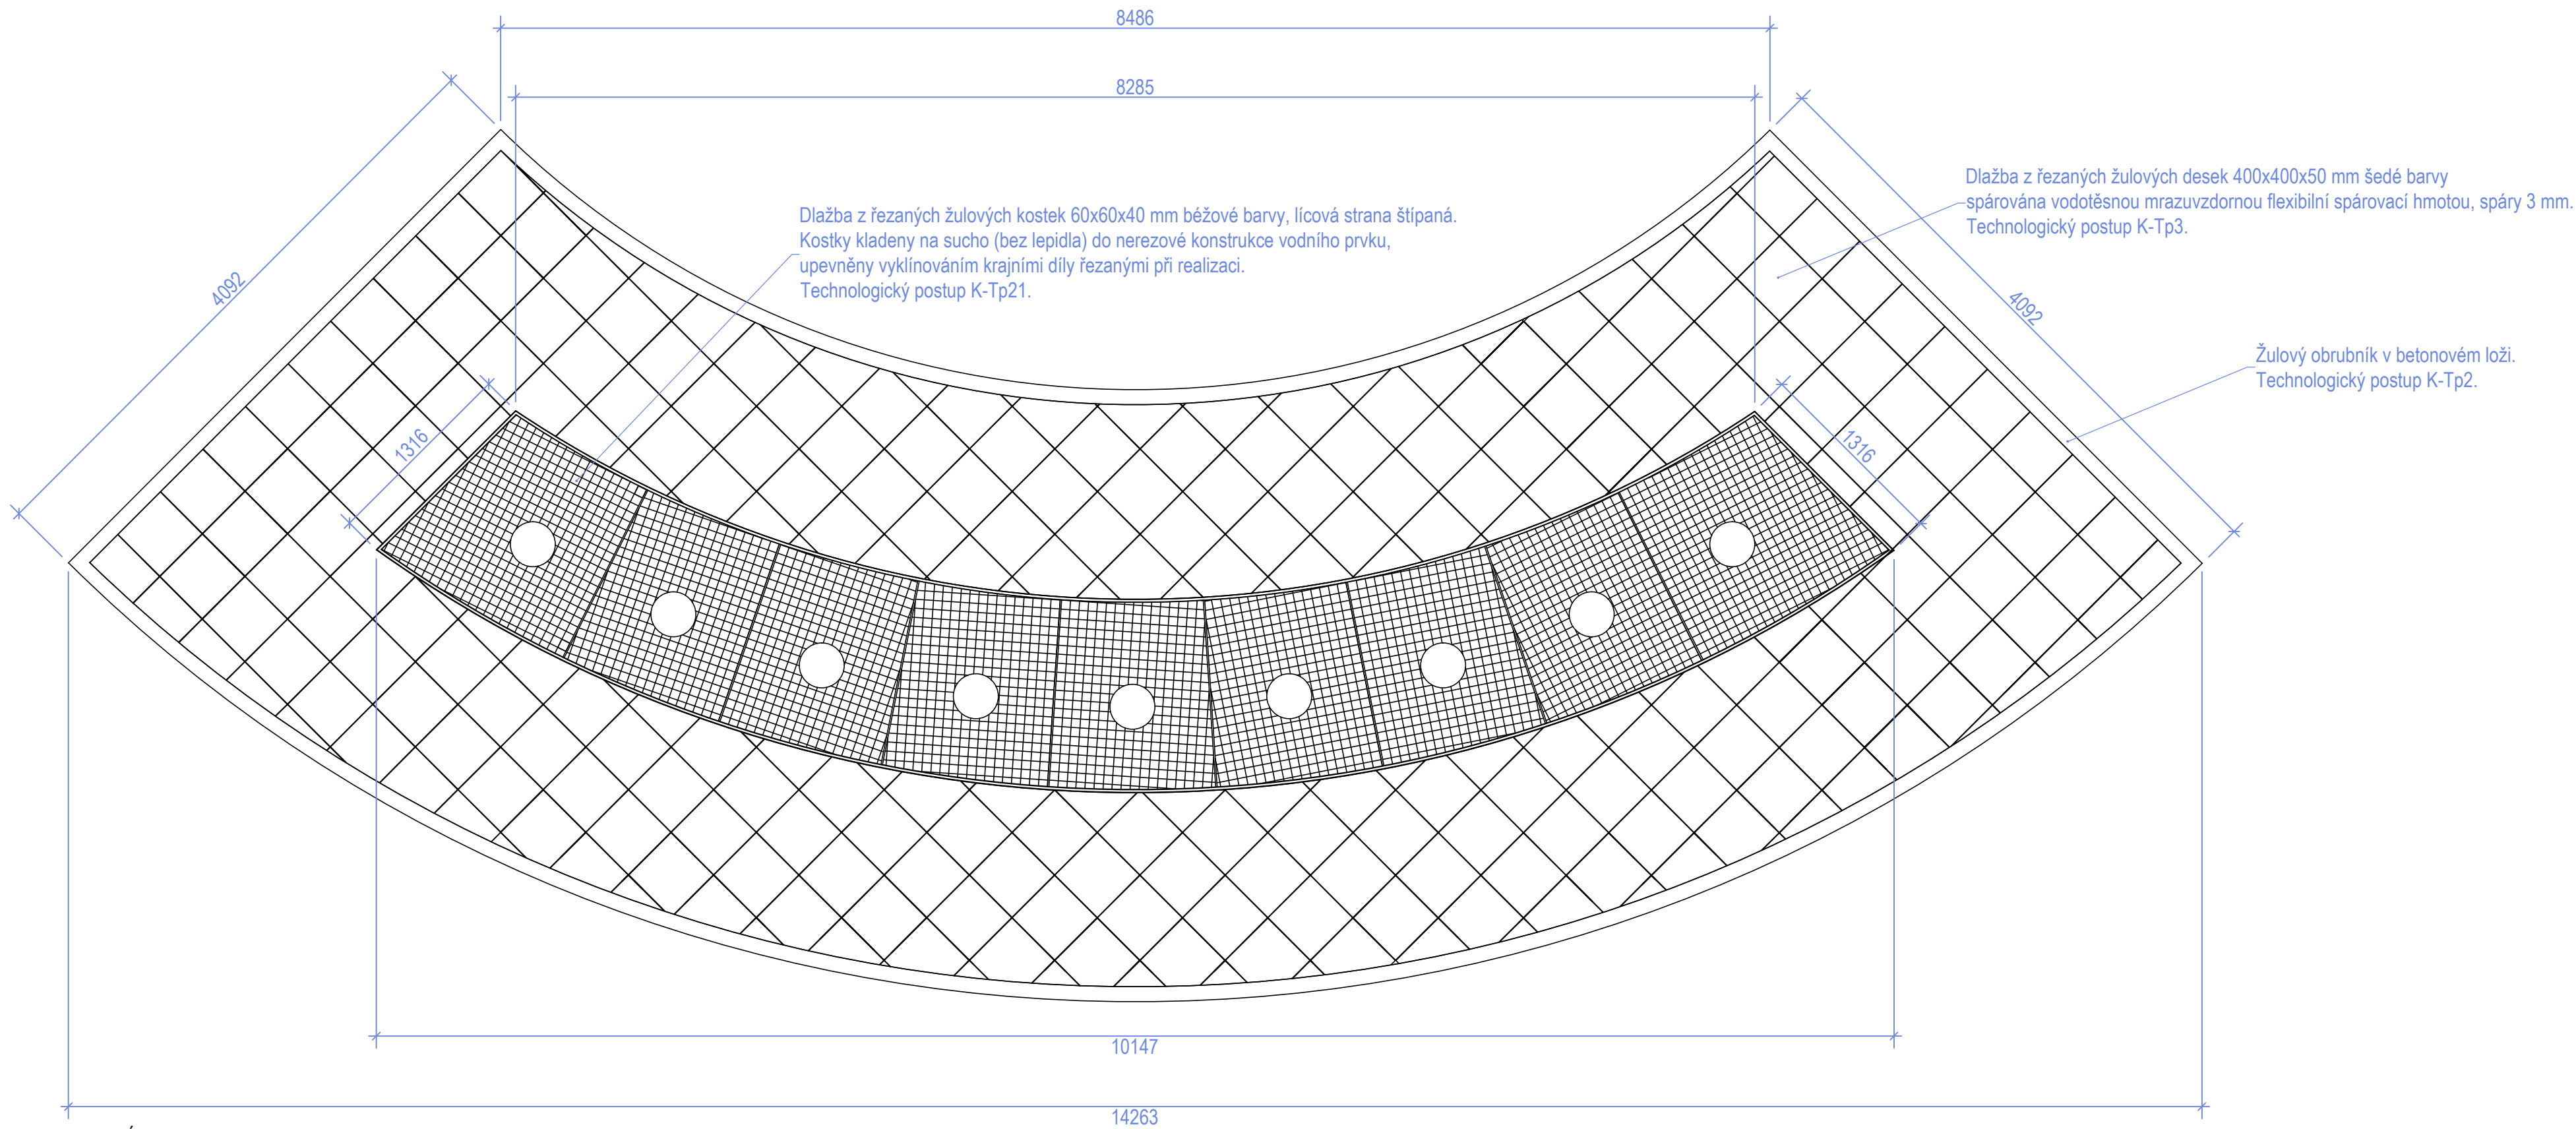 8486
8285
Dlažba z řezaných žulových desek 400x400x50 mm šedé barvy
spárována vodotěsnou mrazuvzdornou flexibilní spárovací hmotou, spáry 3 mm.
Technologický postup K-Tp3.
Dlažba z řezaných žulových kostek 60x60x40 mm béžové barvy, lícová strana štípaná.
Kostky kladeny na sucho (bez lepidla) do nerezové konstrukce vodního prvku,
upevněny vyklínováním krajními díly řezanými při realizaci.
Technologický postup K-Tp21.
4092
4092
Žulový obrubník v betonovém loži.
Technologický postup K-Tp2.
1316
1316
10147
14263